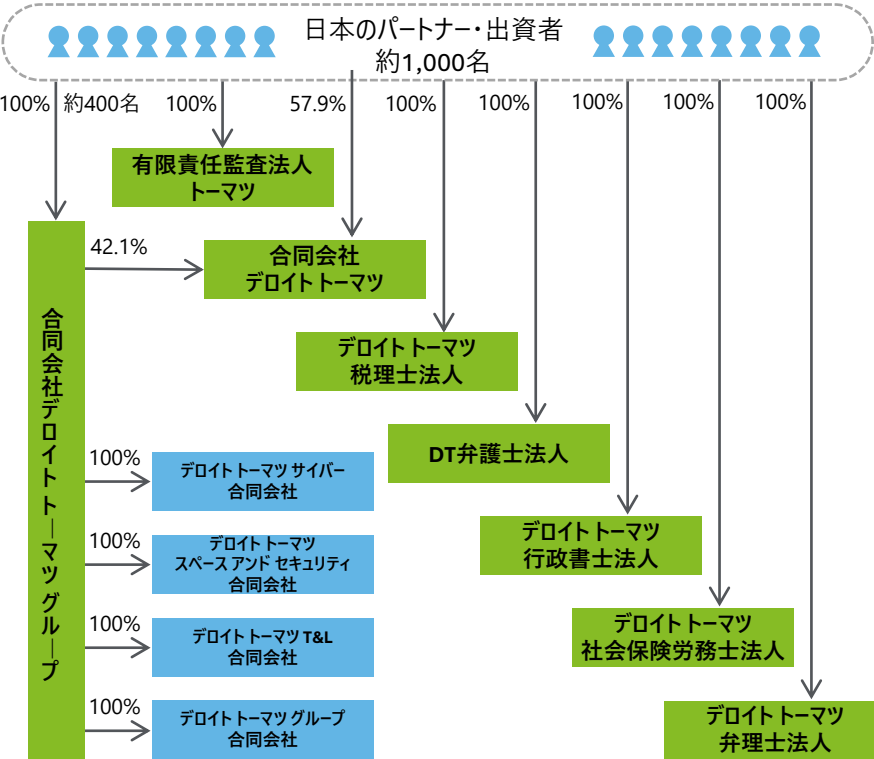 日本のパートナー・出資者
約1,000名
100% 約400名 100% 57.9% 100% 100% 100% 100% 100%
有限責任監査法人
トーマツ
42.1%
合同会社
デロイト トーマツ
合同会社デロイト トーマツ グループ
デロイト トーマツ
税理士法人
DT弁護士法人
100%
デロイト トーマツ サイバー
合同会社
デロイト トーマツ
行政書士法人
100%
デロイト トーマツ
スペース アンド セキュリティ
合同会社
100%
デロイト トーマツ T&L
合同会社
デロイト トーマツ
社会保険労務士法人
100%
デロイト トーマツ グループ
合同会社
デロイト トーマツ
弁理士法人